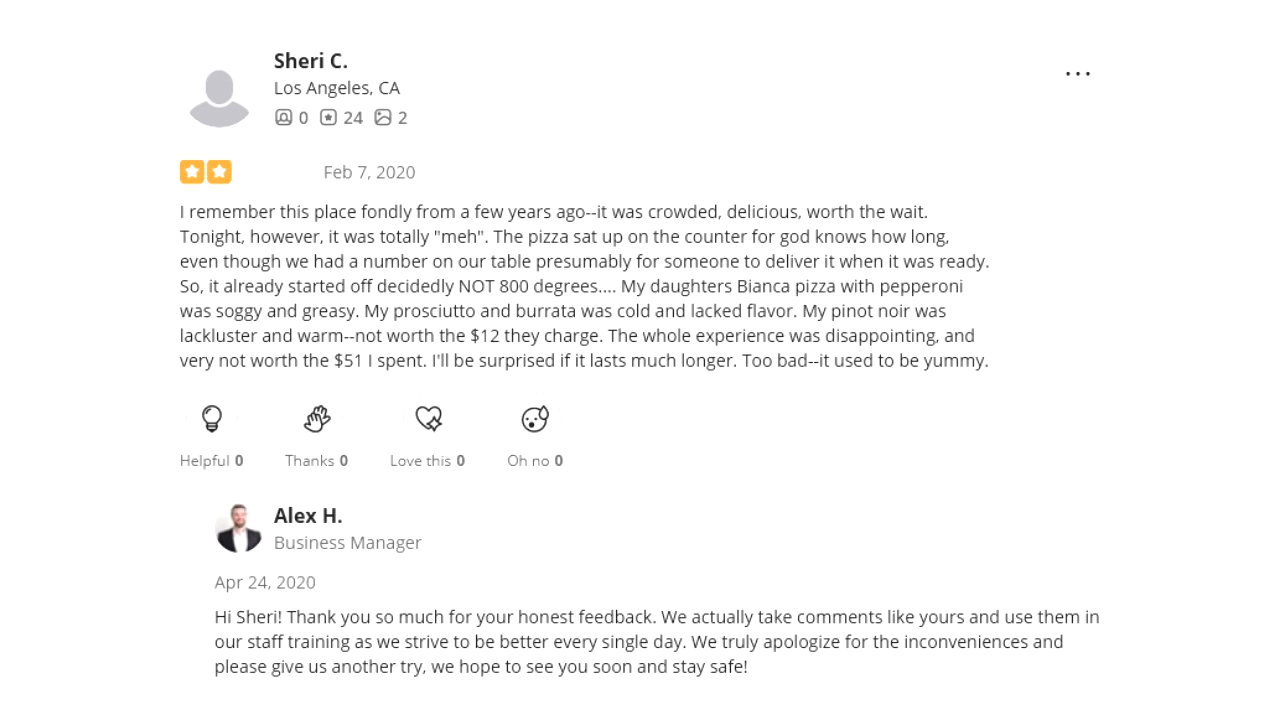 Sheri C.
...
Los Angeles, CA
0 24 2
Feb 7, 2020
I remember this place fondly from a few years ago--it was crowded, delicious, worth the wait.
Tonight, however, it was totally "meh". The pizza sat up on the counter for god knows how long,
even though we had a number on our table presumably for someone to deliver it when it was ready.
So, it already started off decidedly NOT 800 degrees.... My daughters Bianca pizza with pepperoni
was soggy and greasy. My prosciutto and burrata was cold and lacked flavor. My pinot noir was
lackluster and warm--not worth the $12 they charge. The whole experience was disappointing, and
very not worth the $51 I spent. I'll be surprised if it lasts much longer. Too bad--it used to be yummy.
Helpful 0 Thanks 0 Love this 0 Oh no 0
Alex H.
Business Manager
Apr 24, 2020
Hi Sheri! Thank you so much for your honest feedback. We actually take comments like yours and use them in
our staff training as we strive to be better every single day. We truly apologize for the inconveniences and
please give us another try, we hope to see you soon and stay safe!